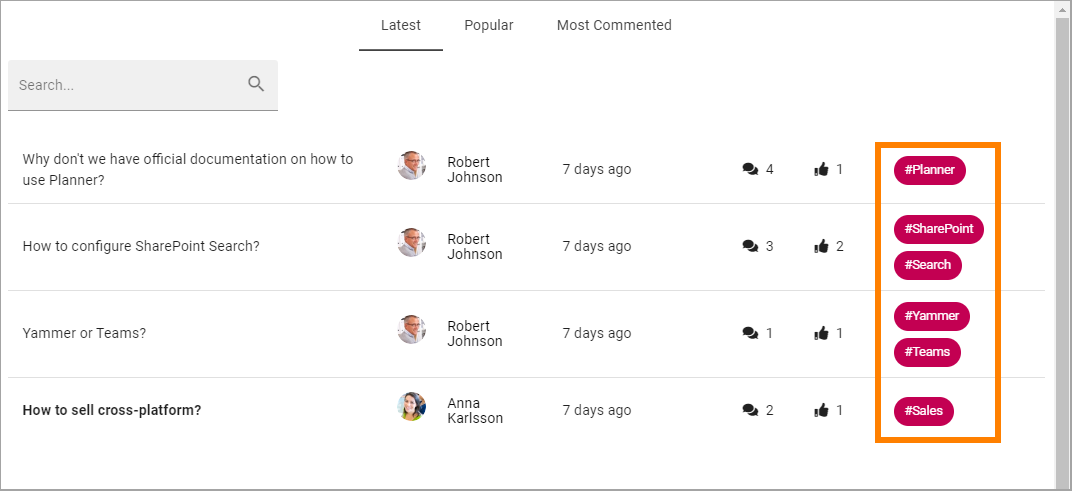 Latest Popular Most Commented
Search...
Why don't we have official documentation on how to
use Planner?
Robert
Johnson
7 days ago
4
1
#Planner
How to configure SharePoint Search?
Robert
Johnson
7 days ago
3
2
#SharePoint
#Search
Yammer or Teams?
Robert
Johnson
7 days ago
1
1
#Yammer
#Teams
How to sell cross-platform?
Anna
Karlsson
7 days ago
2
1
#Sales